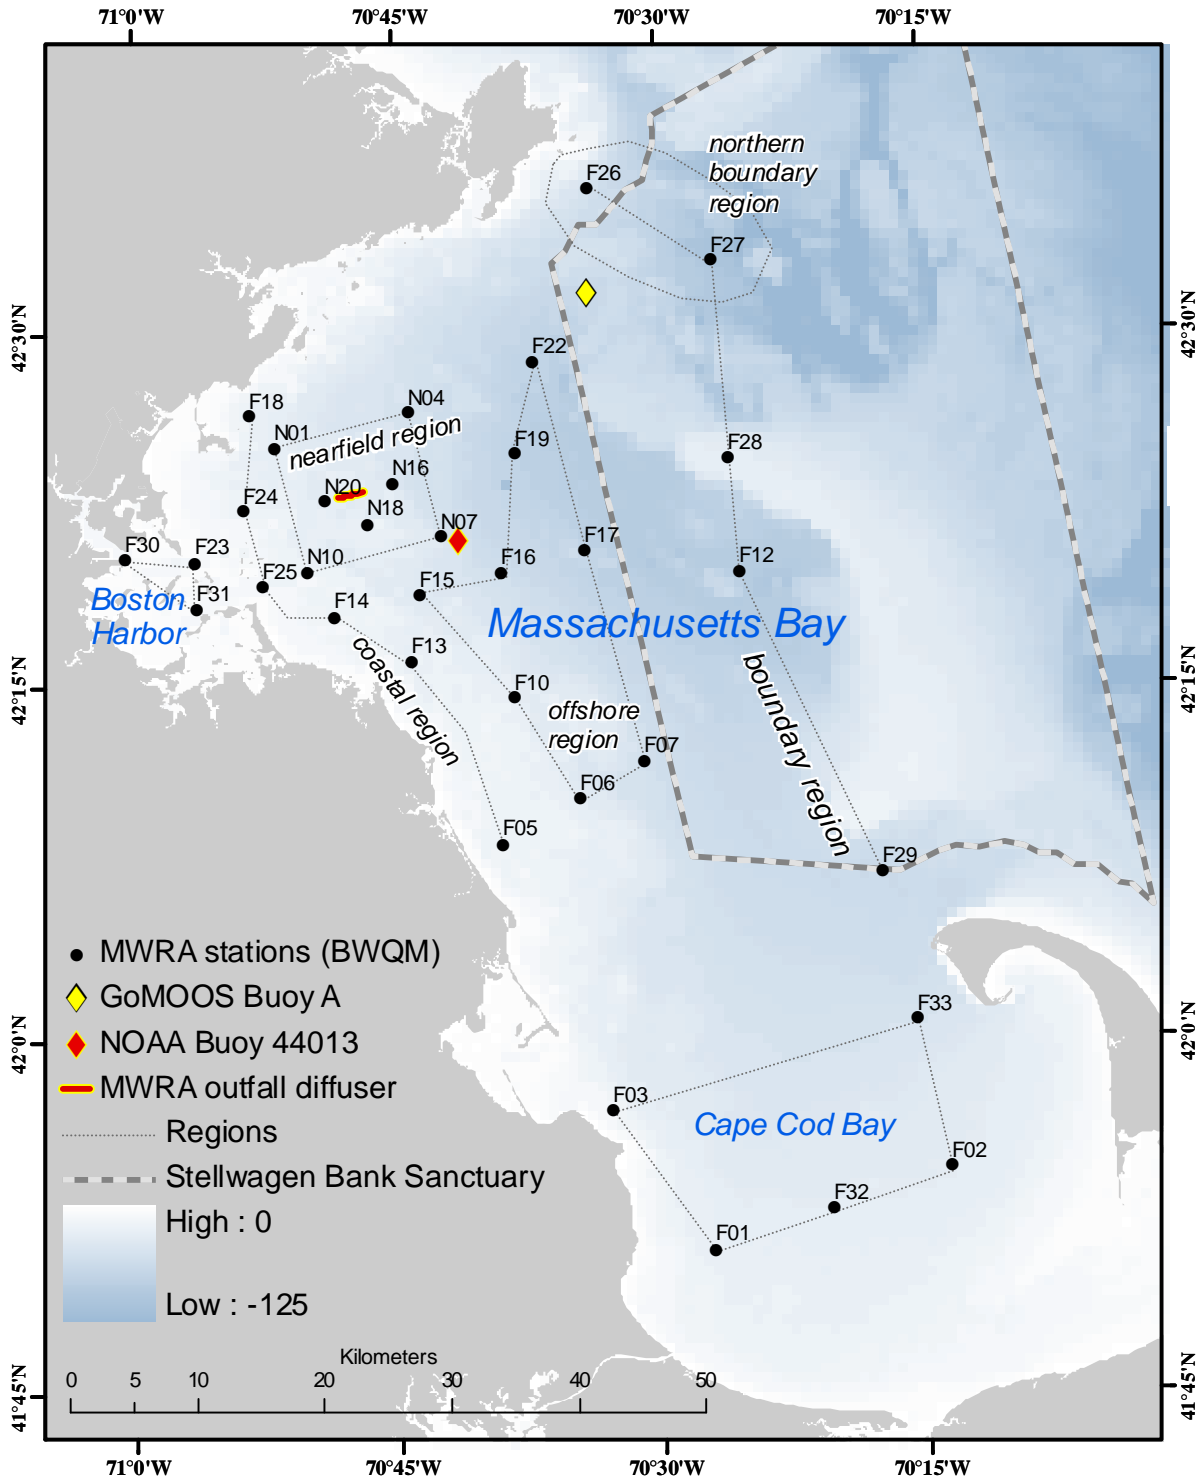 71°0'W
70°45'W
70°30'W
70°15'W
northern
boundary
region
F26
F27
42°30'N
42°30'N
F22
F18
N04
N01
nearfield region
F19
F28
N16
N20
F24
N18
N07
F17
F30
F23
N10
F16
F12
F25
F15
Boston
Harbor
F31
F14
Massachusetts Bay
F13
coastal region
42°15'N
42°15'N
F10
offshore
region
boundary region
F07
F06
F05
F29
MWRA stations (BWQM)
GoMOOS Buoy A
F33
NOAA Buoy 44013
42°0'N
42°0'N
MWRA outfall diffuser
F03
Regions
Cape Cod Bay
F02
Stellwagen Bank Sanctuary
F32
High : 0
F01
Low : -125
Kilometers
0 5 10 20 30 40 50
41°45'N
41°45'N
71°0'W
70°45'W
70°30'W
70°15'W